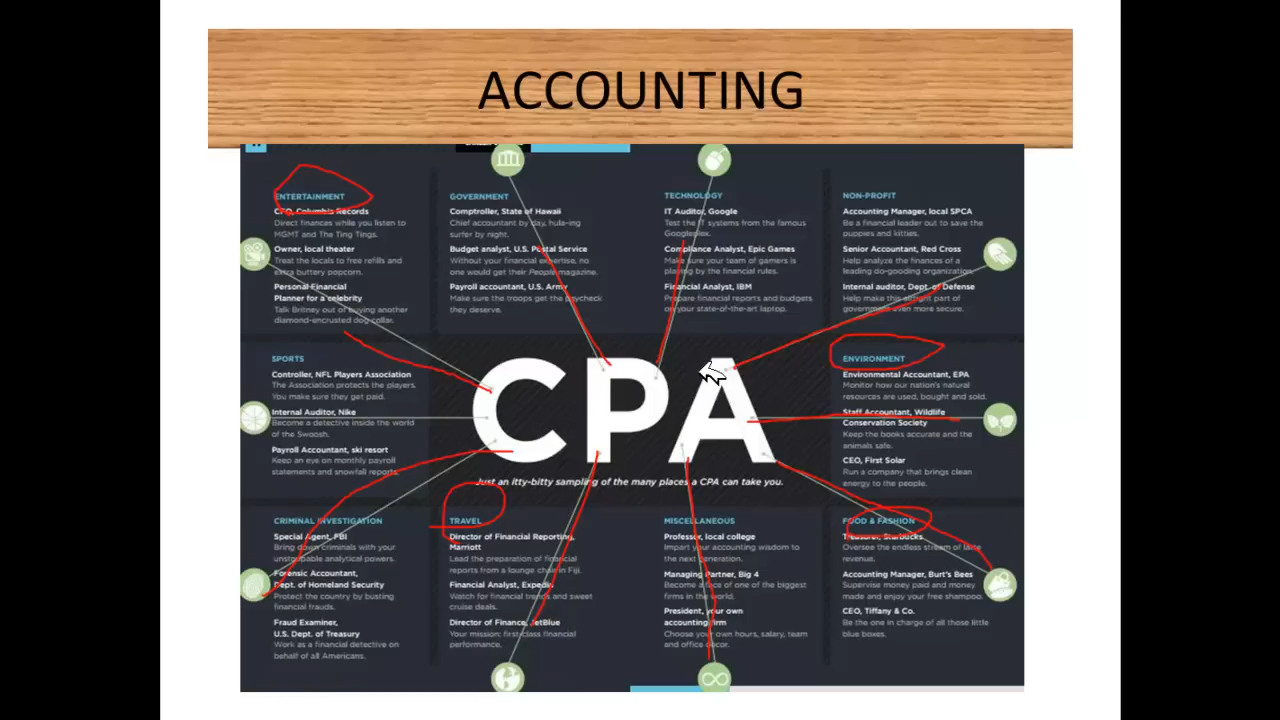 ACCOUNTING
ENTERTAINMENT
CFO, Columbia Records
Direct finances while you listen to
MGMT and The Ting Tings.
Owner, local theater
Treat the locals to free refills and
extra buttery popcorn.
Personal Financial
Planner for a celebrity
Talk Britney out of buying another
diamond-encrusted dog collar.
GOVERNMENT
Comptroller, State of Hawaii
Chief accountant by day, hula-ing
surfer by night.
Budget analyst, U.S. Postal Service
Without your financial expertise, no
one would get their People magazine.
Payroll accountant, U.S. Army
Make sure the troops get the paycheck
they deserve.
TECHNOLOGY
IT Auditor, Google
Test the IT systems from the famous
Googleplex.
Compliance Analyst, Epic Games
Make sure your team of gamers is
playing by the financial rules.
Financial Analyst, IBM
Prepare financial reports and budgets
on your state-of-the-art laptop.
NON-PROFIT
Accounting Manager, local SPCA
Be a financial leader out to save the
puppies and kitties.
Senior Accountant, Red Cross
Help analyze the finances of a
leading do-gooding organization.
Internal auditor, Dept. of Defense
Help make this airtight part of
government even more secure.
SPORTS
Controller, NFL Players Association
The Association protects the players.
You make sure they get paid.
Internal Auditor, Nike
Become a detective inside the world
of the Swoosh.
Payroll Accountant, ski resort
Keep an eye on monthly payroll
statements and snowfall reports.
CPA
Just an itty-bitty sampling of the many places a CPA can take you.
ENVIRONMENT
Environmental Accountant, EPA
Monitor how our nation's natural
resources are used, bought and sold.
Staff Accountant, Wildlife
Conservation Society
Keep the books accurate and the
animals safe.
CEO, First Solar
Run a company that brings clean
energy to the people.
CRIMINAL INVESTIGATION
Special Agent, FBI
Bring down criminals with your
unstoppable analytical powers.
Forensic Accountant,
Dept. of Homeland Security
Protect the country by busting
financial frauds.
Fraud Examiner,
U.S. Dept. of Treasury
Work as a financial detective on
behalf of all Americans.
TRAVEL
Director of Financial Reporting,
Marriott
Lead the preparation of financial
reports from a lounge chair in Fiji.
Financial Analyst, Expedia
Watch for financial trends and sweet
cruise deals.
Director of Finance, JetBlue
Your mission: first-class financial
performance.
MISCELLANEOUS
Professor, local college
Impart your accounting wisdom to
the next generation.
Managing Partner, Big 4
Become a face of one of the biggest
firms in the world.
President, your own
accounting firm
Choose your own hours, salary, team
and office decor.
FOOD & FASHION
Treasurer, Starbucks
Oversee the endless stream of latte
revenue.
Accounting Manager, Burt's Bees
Supervise money paid and money
made and enjoy your free shampoo.
CEO, Tiffany & Co.
Be the one in charge of all those little
blue boxes.